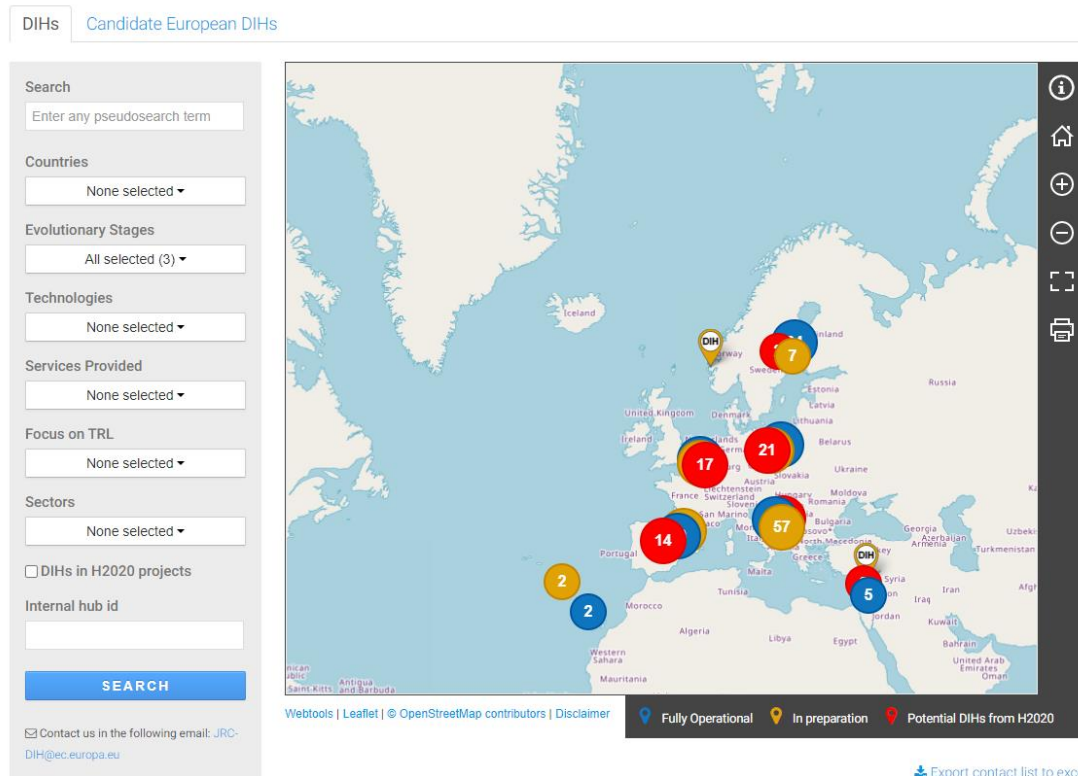 DIHs
Candidate European DIHs
Search
Enter any pseudosearch term
Countries
None selected
Evolutionary Stages
All selected (3)
Technologies
None selected
Services Provided
None selected
Focus on TRL
None selected
Sectors
None selected
DIHs in H2020 projects
Internal hub id
SEARCH
Contact us in the following email: JRC-
DIH@ec.europa.eu
Iceland
DIH
Norway
Finland
7
Estonia
Latvia
Lithuania
Russia
United Kingdom
Denmark
Ireland
Belarus
21
17
Slovakia
Ukraine
Austria
Liechtenstein
France
Switzerland
Hungary
Moldova
Romania
San Marino
57
Bulgaria
14
Portugal
North Macedonia
Greece
Georgia
Azerbaijan
Armenia
Turkmenistan
DIH
Malta
Syria
2
5
2
Morocco
Tunisia
Iraq
Iran
Jordan
Kuwait
Algeria
Libya
Egypt
Bahrain
Western
Sahara
United Arab
Emirates
Oman
Mauritania
Antigua
Saint Kitts and Barbuda
Webtools | Leaflet | © OpenStreetMap contributors | Disclaimer
Fully Operational
In preparation
Potential DIHs from H2020
Export contact list to